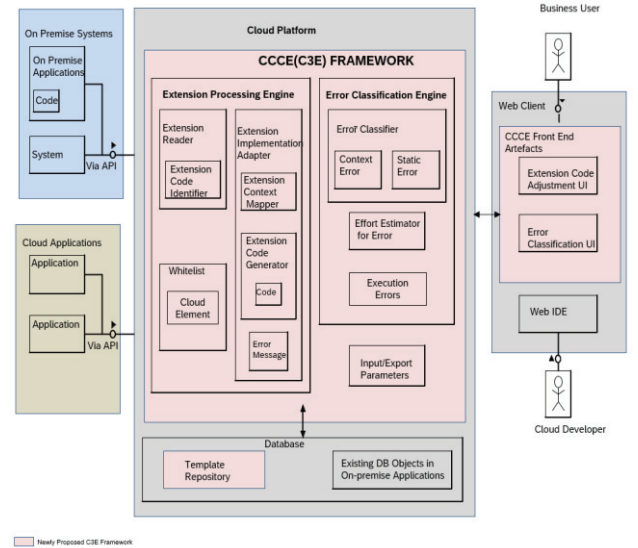 Business User
Cloud Platform
CCCE(C3E) FRAMEWORK
On Premise Systems
On Premise
Applications
Code
System
Via API
Cloud Applications
Application
Application
Via API
Extension Processing Engine
Extension
Reader
Extension
Code
Identifier
Whitelist
Cloud
Element
Extension
Implementation
Adapter
Extension
Context
Mapper
Extension
Code
Generator
Code
Error
Message
Error Classification Engine
Error Classifier
Context
Error
Static
Error
Effort Estimator
for Error
Execution
Errors
Input/Export
Parameters
Web Client
CCCE Front End
Artefacts
Extension Code
Adjustment UI
Error
Classification UI
Web IDE
Cloud Developer
Database
Template
Repository
Existing DB Objects in
On-premise Applications
Newly Proposed C3E Framework